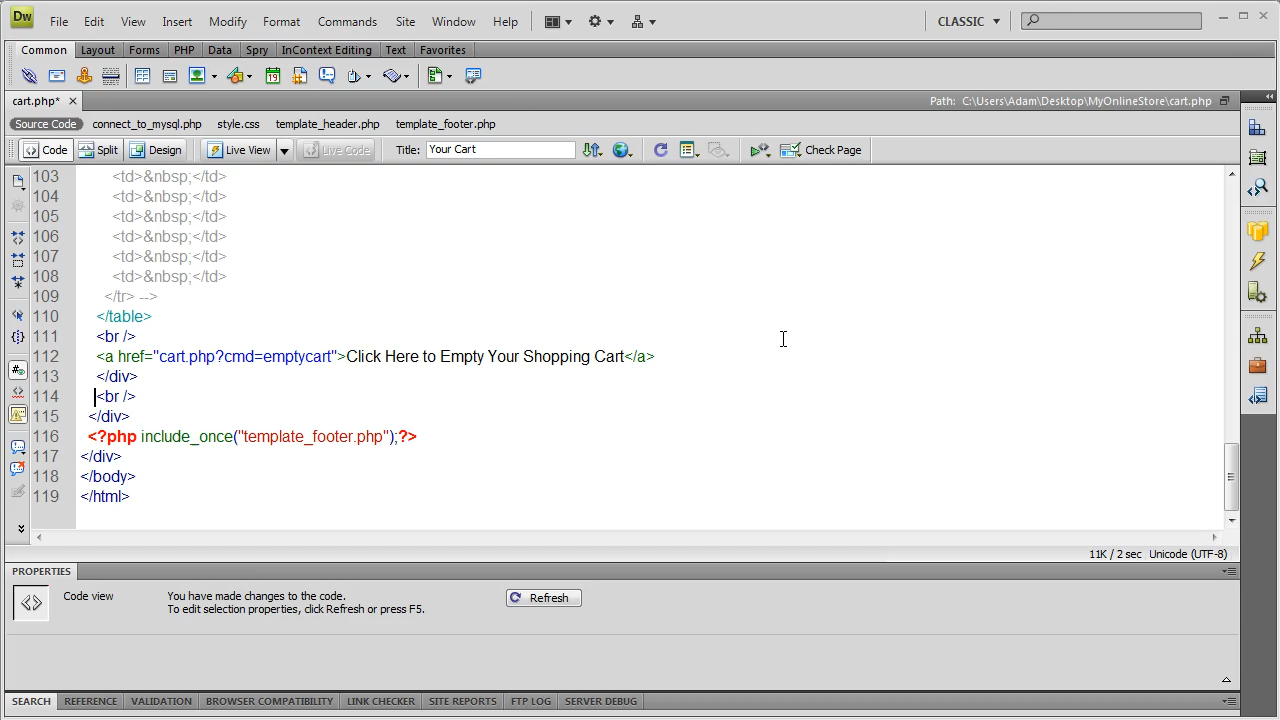 Dw File Edit View Insert Modify Format Commands Site Window Help CLASSIC
Common Layout Forms PHP Data Spry InContext Editing Text Favorites
cart.php* Path: C:\Users\Adam\Desktop\MyOnlineStore\cart.php
Source Code connect_to_mysql.php style.css template_header.php template_footer.php
Code Split Design Live View Live Code Title: Your Cart Check Page
103 <td>&nbsp;</td>
104 <td>&nbsp;</td>
105 <td>&nbsp;</td>
106 <td>&nbsp;</td>
107 <td>&nbsp;</td>
108 <td>&nbsp;</td>
109 </tr> -->
110 </table>
111 <br />
112 <a href="cart.php?cmd=emptycart">Click Here to Empty Your Shopping Cart</a>
113 </div>
114 <br />
115 </div>
116 <?php include_once("template_footer.php");?>
117 </div>
118 </body>
119 </html>
11K / 2 sec Unicode (UTF-8)
PROPERTIES
Code view You have made changes to the code. Refresh
To edit selection properties, click Refresh or press F5.
SEARCH REFERENCE VALIDATION BROWSER COMPATIBILITY LINK CHECKER SITE REPORTS FTP LOG SERVER DEBUG